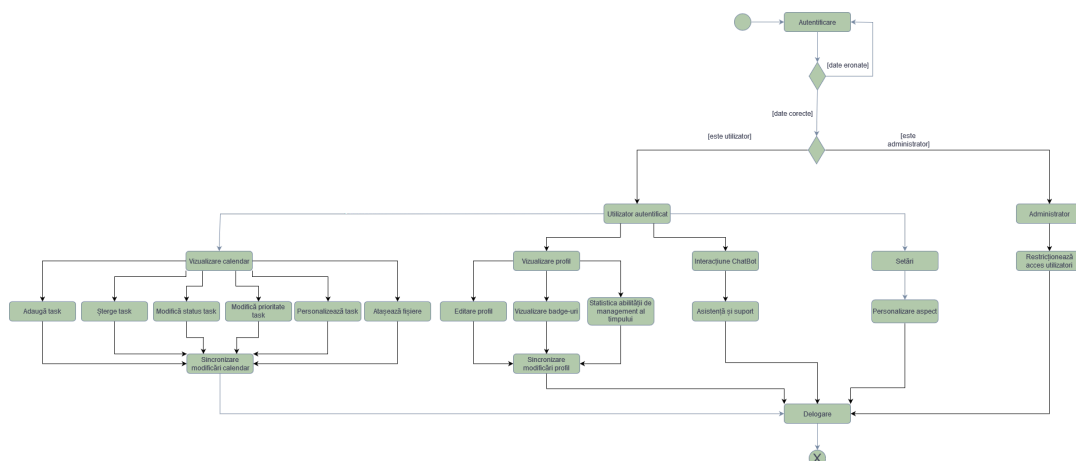 Autentificare
[date eronate]
[date corecte]
[este utilizator]
[este
administrator]
Utilizator autentificat
Administrator
Vizualizare calendar
Vizualizare profil
Interacțiune ChatBot
Setări
Restricționează
acces utilizatori
Adaugă task
Șterge task
Modifică status task
Modifică prioritate
task
Personalizează task
Atașează fișiere
Editare profil
Vizualizare badge-uri
Statistica abilității de
management al
timpului
Asistență și suport
Personalizare aspect
Sincronizare
modificări calendar
Sincronizare
modificări profil
Delogare